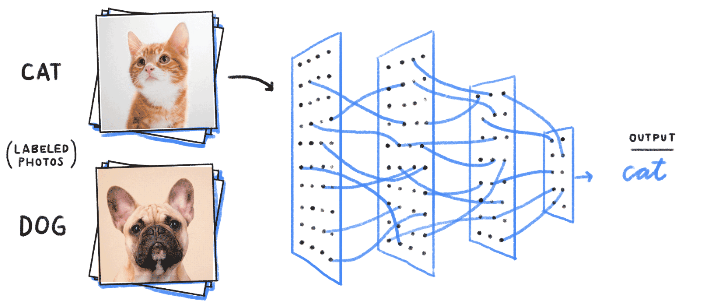 CAT
(LABELED
PHOTOS)
DOG
OUTPUT
cat